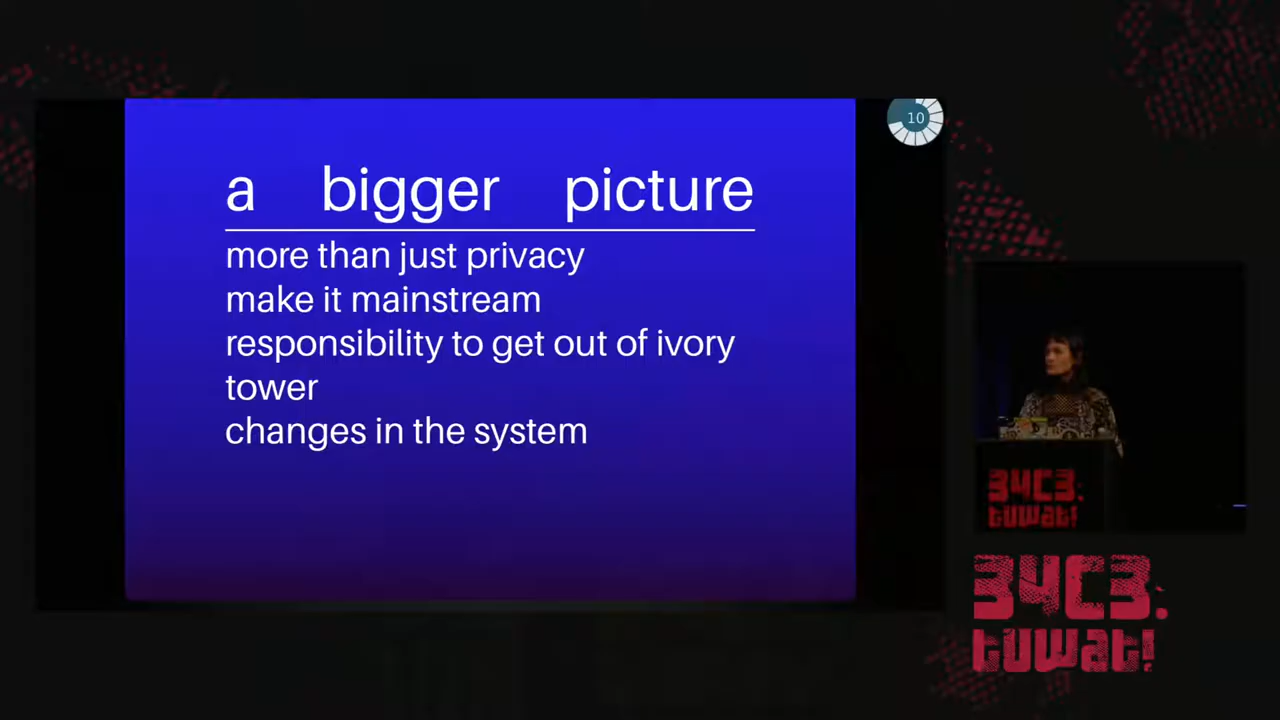 a bigger picture
more than just privacy
make it mainstream
responsibility to get out of ivory
tower
changes in the system
10
34C3:
tuwat!
34C3:
tuwat!